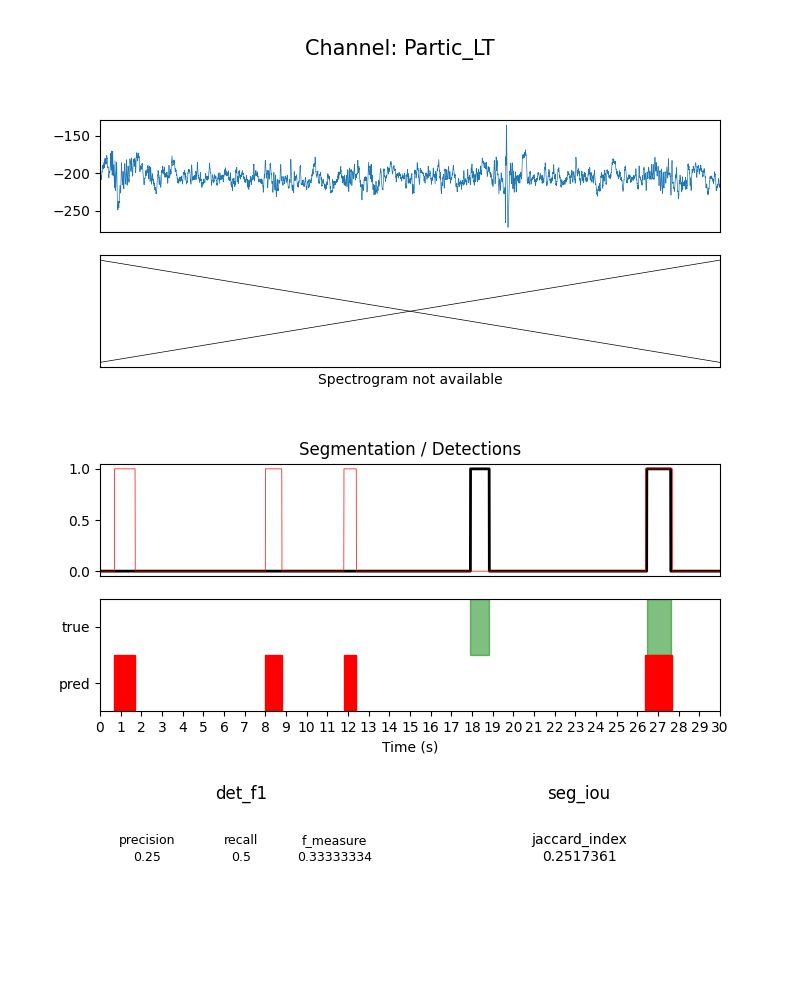 Channel: Partic_LT
−150
−200
−250
Spectrogram not available
Segmentation / Detections
1.0
0.5
0.0
true
pred
0 1 2 3 4 5 6 7 8 9 10 11 12 13 14 15 16 17 18 19 20 21 22 23 24 25 26 27 28 29 30
Time (s)
det_f1 seg_iou
precision recall f_measure jaccard_index
0.25 0.5 0.33333334 0.2517361